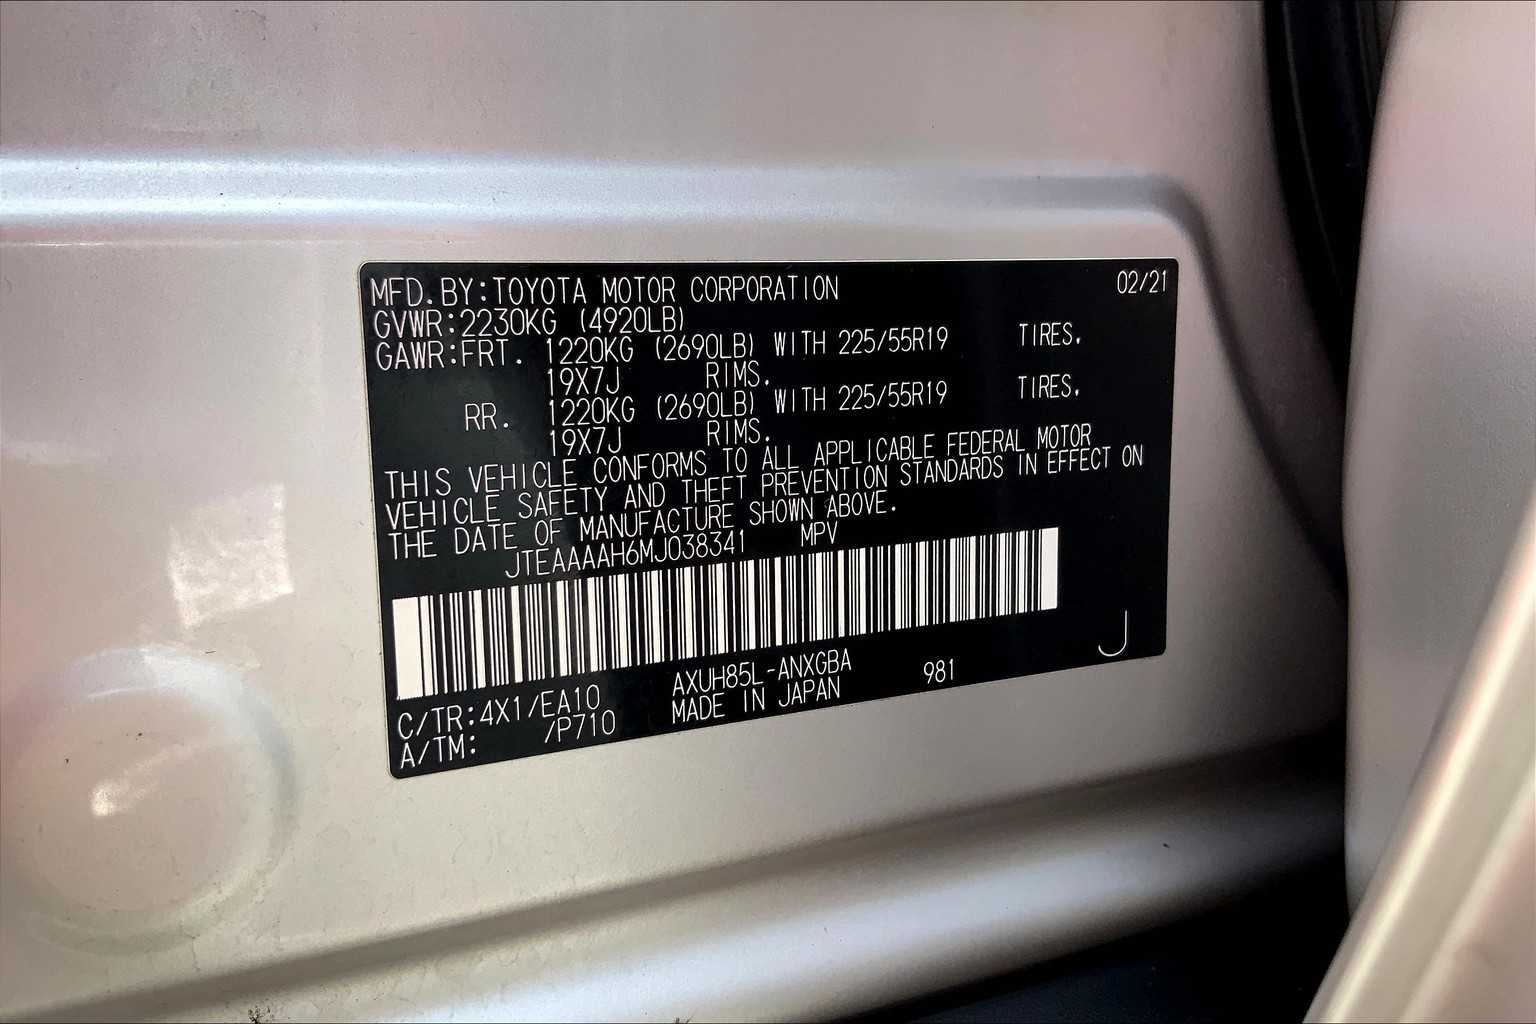 MFD.BY:TOYOTA MOTOR CORPORATION 02/21
GVWR:2230KG (4920LB)
GAWR:FRT. 1220KG (2690LB) WITH 225/55R19 TIRES,
19X7J RIMS.
RR. 1220KG (2690LB) WITH 225/55R19 TIRES,
19X7J RIMS.
THIS VEHICLE CONFORMS TO ALL APPLICABLE FEDERAL MOTOR
VEHICLE SAFETY AND THEFT PREVENTION STANDARDS IN EFFECT ON
THE DATE OF MANUFACTURE SHOWN ABOVE.
JTEAAAAH6MJ038341 MPV
J
C/TR:4X1/EA10 AXUH85L-ANXGBA 981
A/TM: /P710 MADE IN JAPAN